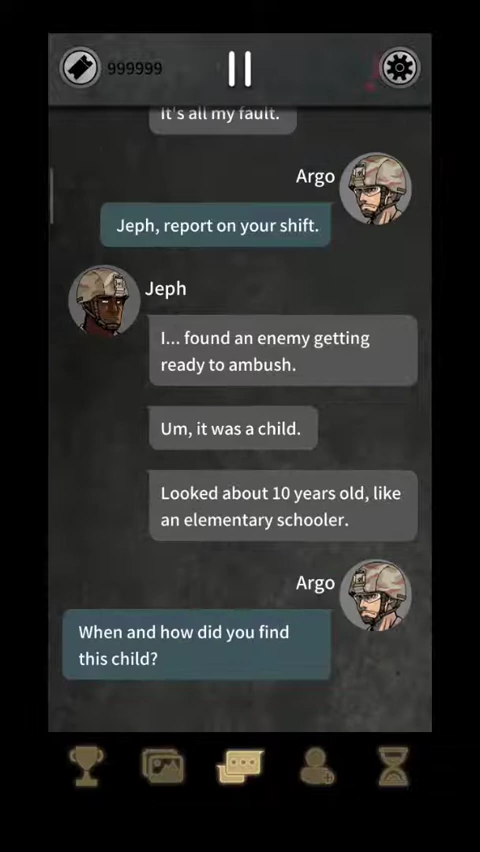 999999
It's all my fault.
Argo
Jeph, report on your shift.
Jeph
I... found an enemy getting
ready to ambush.
Um, it was a child.
Looked about 10 years old, like
an elementary schooler.
Argo
When and how did you find
this child?